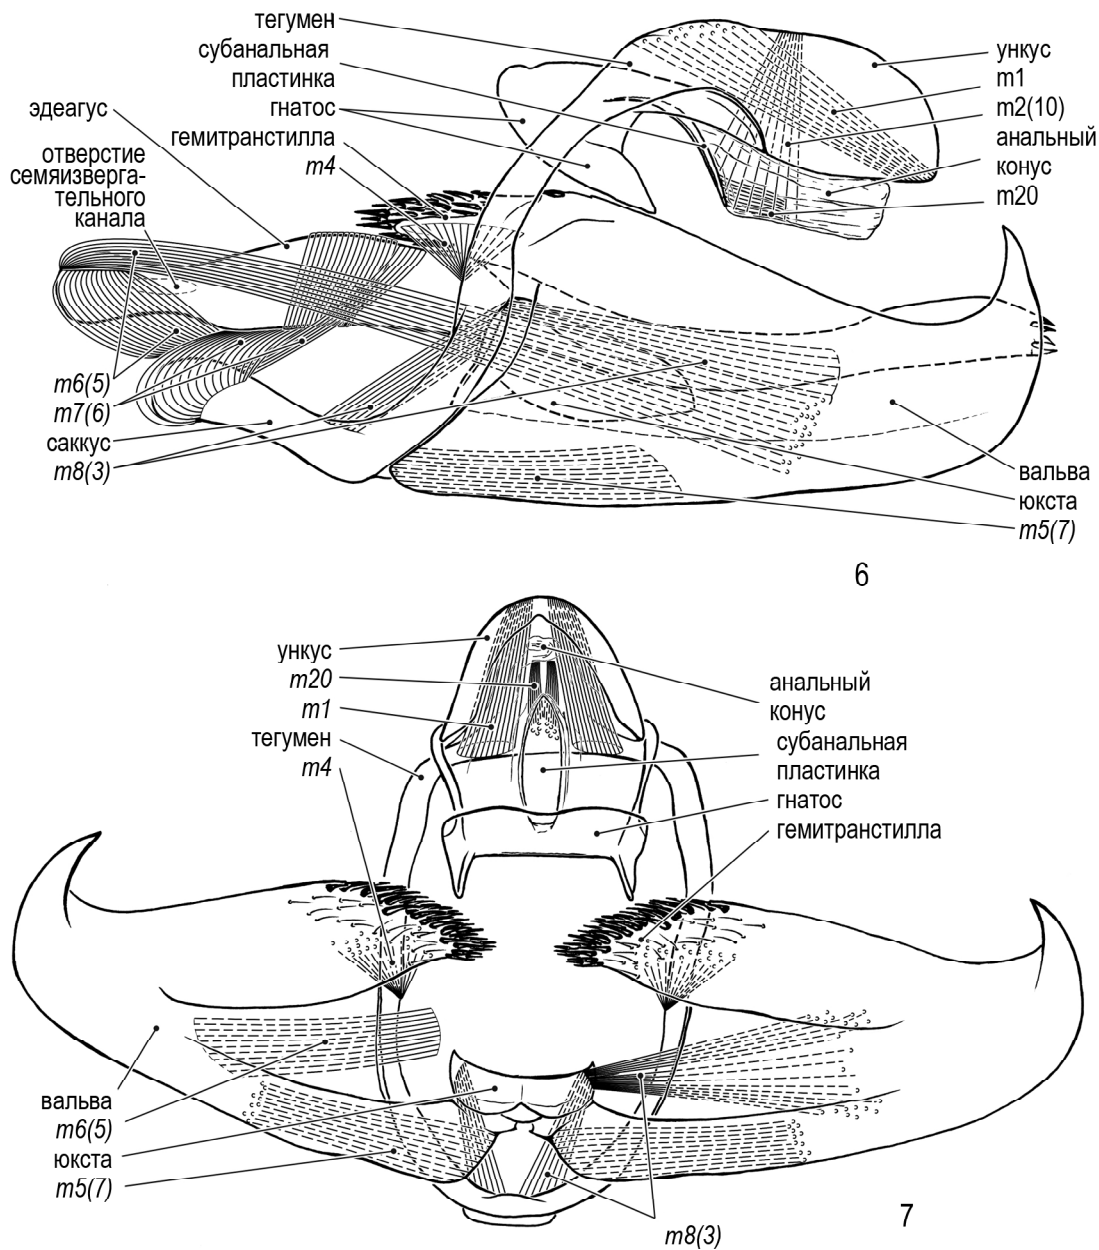 тегумен
субанальная
пластинка
гнатос
гемитранстилла
m4
эдеагус
отверстие
семяизверга-
тельного
канала
ункус
m1
m2(10)
анальный
конус
m20
m6(5)
m7(6)
саккус
m8(3)
вальва
юкста
m5(7)
6
ункус
m20
m1
тегумен
m4
анальный
конус
субанальная
пластинка
гнатос
гемитранстилла
вальва
m6(5)
юкста
m5(7)
m8(3)
7